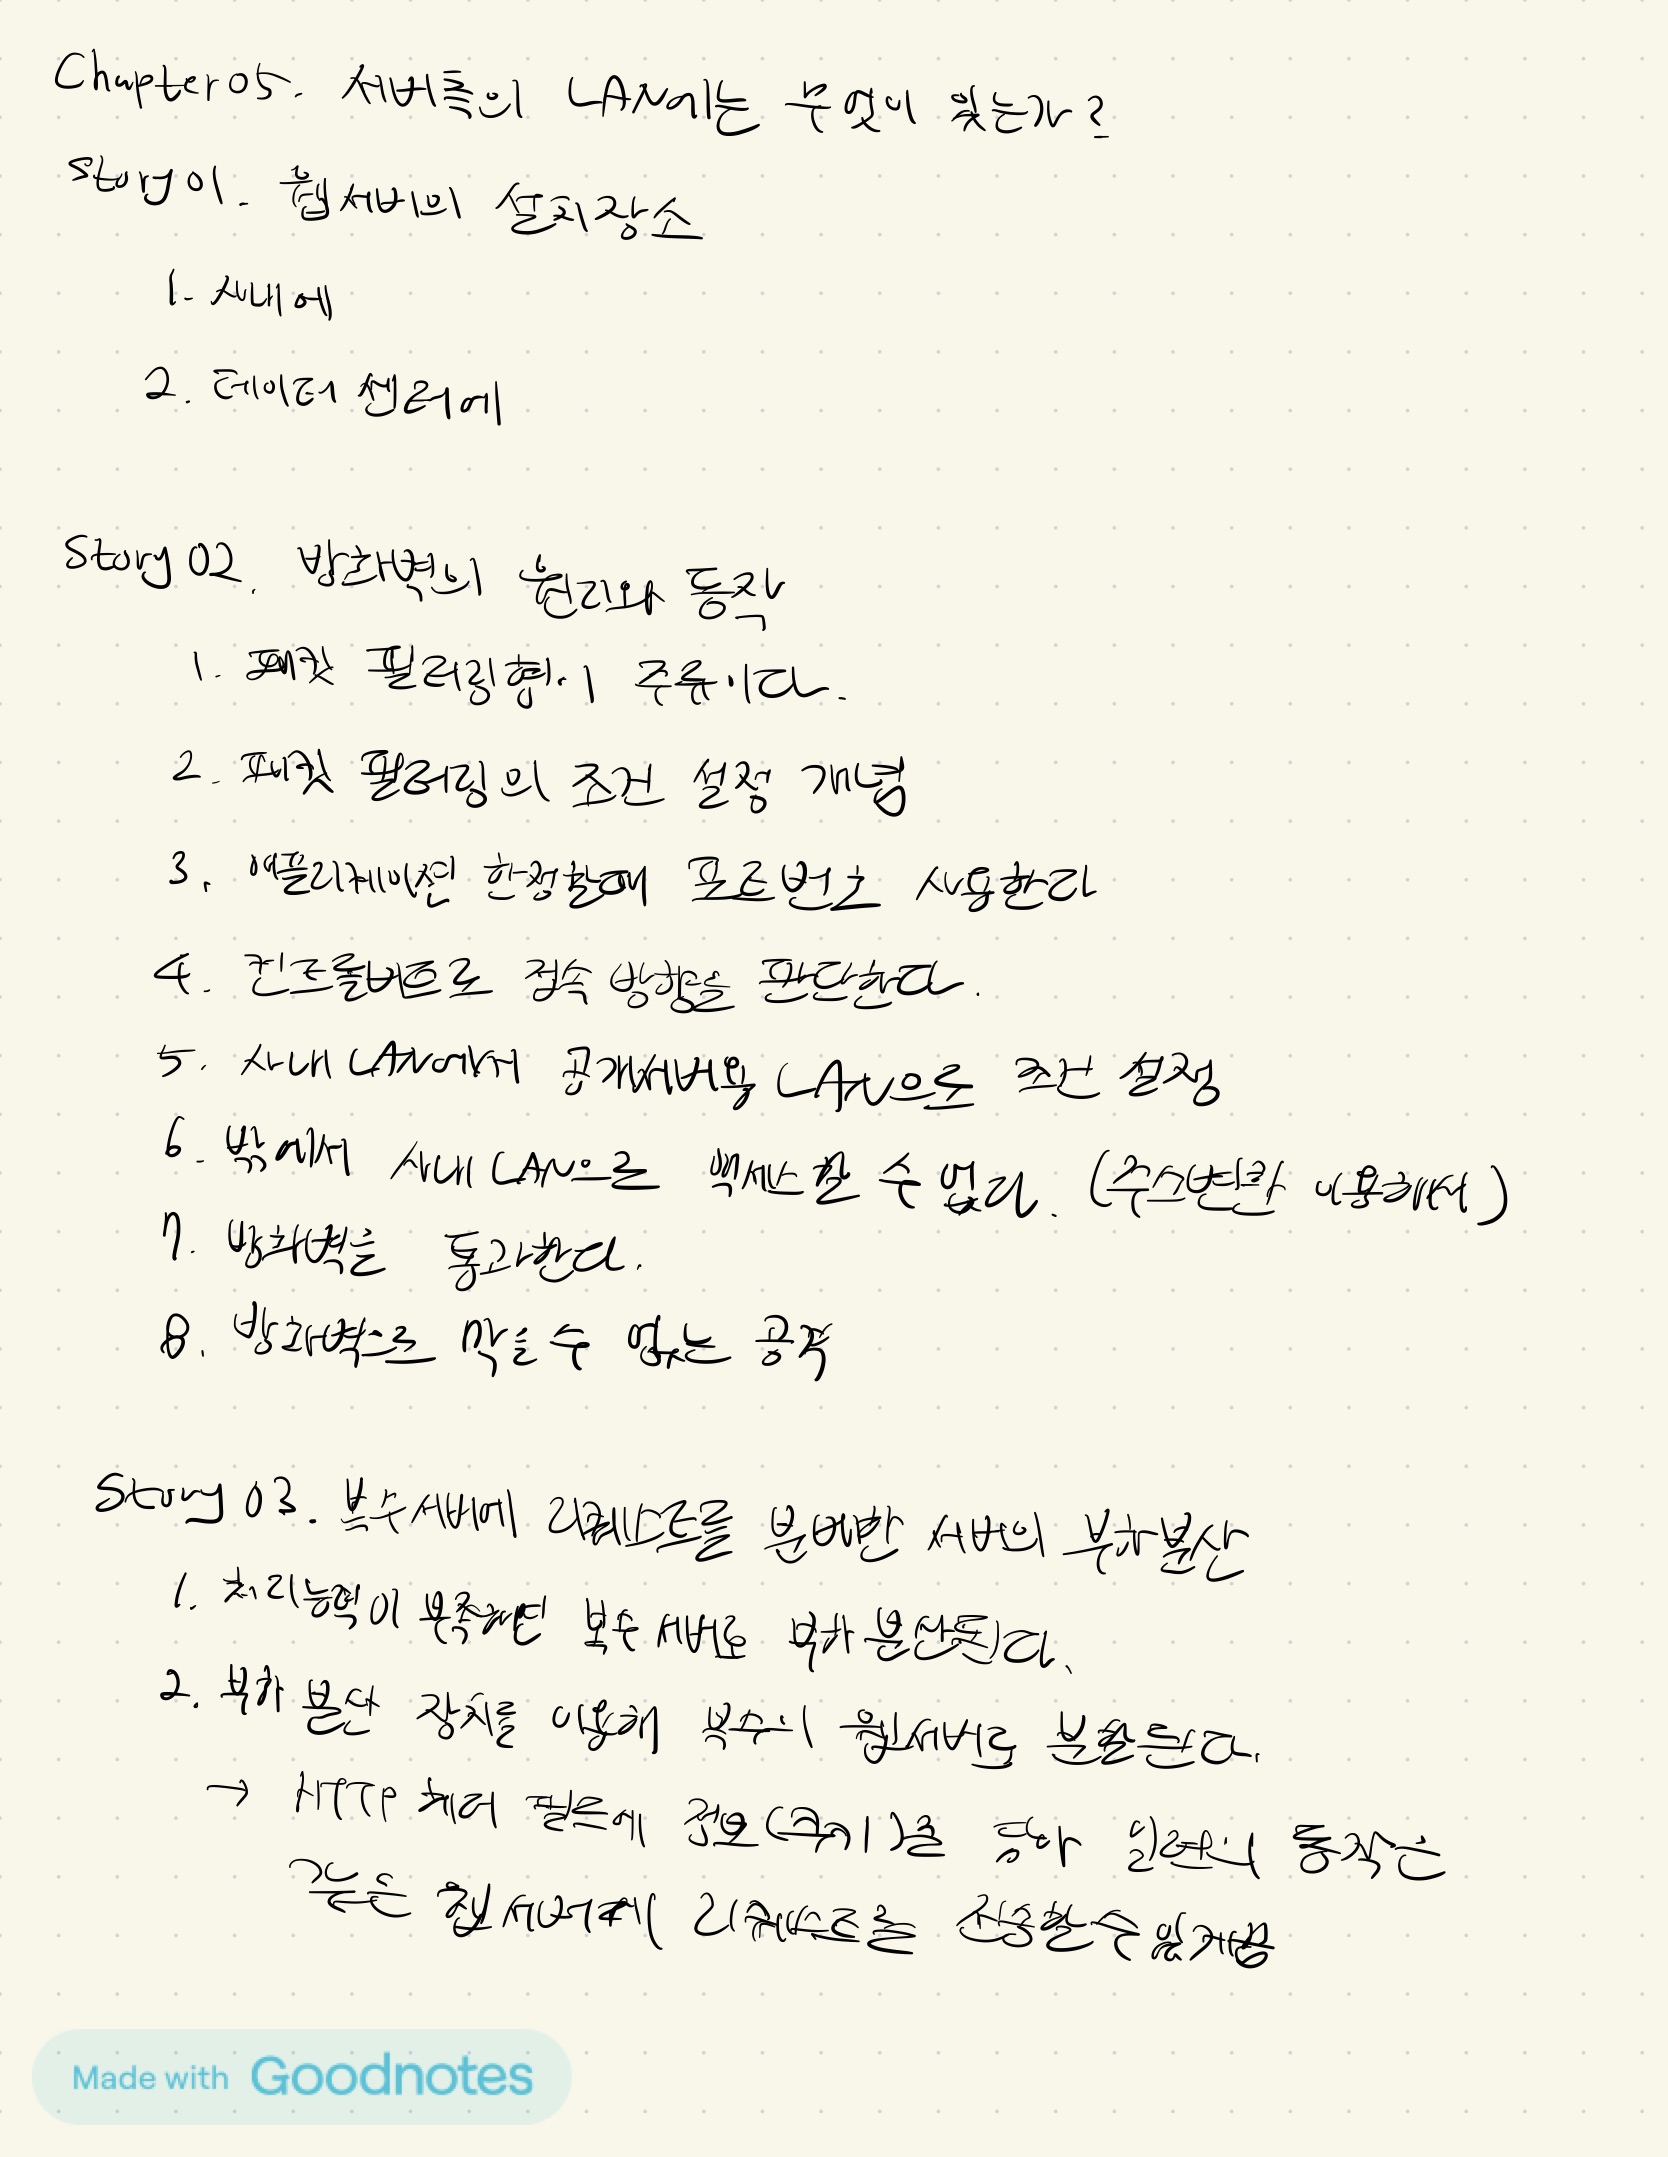 Chapter 05. 서버측의 LAN에는 무엇이 있는가?
Story 01. 웹서버의 설치장소
1. 사내에
2. 데이터 센터에
Story 02. 방화벽의 원리와 동작
1. 패킷 필터링형이 주류이다.
2. 패킷 필터링의 조건 설정 개념
3. 애플리케이션 한정할때 포트번호 사용한다
4. 컨트롤비트로 접속 방향을 판단한다.
5. 사내 LAN에서 공개서버용 LAN으로 조건 설정
6. 밖에서 사내 LAN으로 액세스할 수 없다. (주소변환 이용해서)
7. 방화벽을 통과한다.
8. 방화벽으로 막을 수 없는 공격
Story 03. 복수 서버에 리퀘스트를 분배한 서버의 부하분산
1. 처리능력이 부족하면 복수 서버로 부하 분산된다.
2. 부하 분산 장치를 이용해 복수의 웹서버로 분할된다.
→ HTTP 헤더 필드에 정보(쿠키)를 담아 일련의 동작은
같은 웹 서버에 리퀘스트를 전송할 수 있게끔
Made with Goodnotes